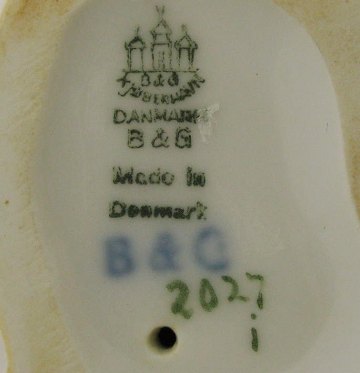 B&G
KJØBENHAVN
DANMARK
B & G
Made in
Denmark
B & G
2027
i